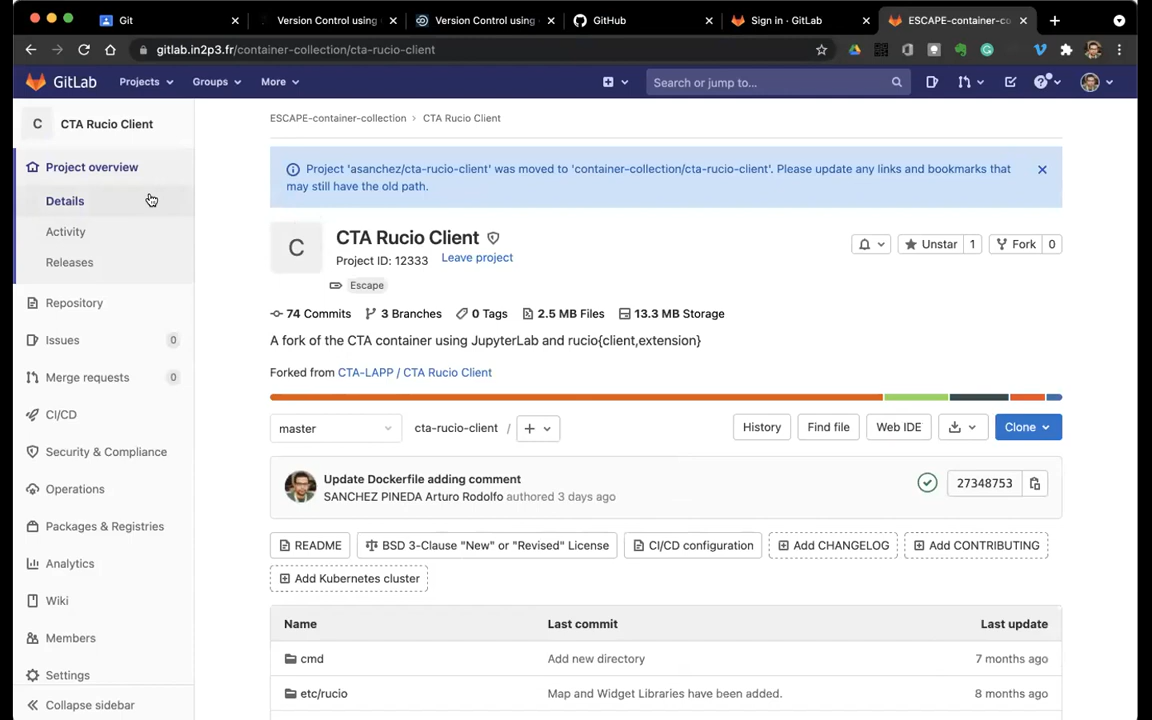 Git
Version Control using
Version Control using
GitHub
Sign in · GitLab
ESCAPE-container-co
gitlab.in2p3.fr/container-collection/cta-rucio-client
GitLab
Projects
Groups
More
Search or jump to...
C
CTA Rucio Client
Project overview
Details
Activity
Releases
Repository
Issues 0
Merge requests 0
CI/CD
Security & Compliance
Operations
Packages & Registries
Analytics
Wiki
Members
Settings
Collapse sidebar
ESCAPE-container-collection › CTA Rucio Client
Project 'asanchez/cta-rucio-client' was moved to 'container-collection/cta-rucio-client'. Please update any links and bookmarks that
may still have the old path.
C
CTA Rucio Client
Project ID: 12333 Leave project
Escape
Unstar 1
Fork 0
74 Commits 3 Branches 0 Tags 2.5 MB Files 13.3 MB Storage
A fork of the CTA container using JupyterLab and rucio{client,extension}
Forked from CTA-LAPP / CTA Rucio Client
master
cta-rucio-client / +
History
Find file
Web IDE
Clone
Update Dockerfile adding comment
SANCHEZ PINEDA Arturo Rodolfo authored 3 days ago
27348753
README
BSD 3-Clause "New" or "Revised" License
CI/CD configuration
Add CHANGELOG
Add CONTRIBUTING
Add Kubernetes cluster
Name Last commit Last update
cmd Add new directory 7 months ago
etc/rucio Map and Widget Libraries have been added. 8 months ago